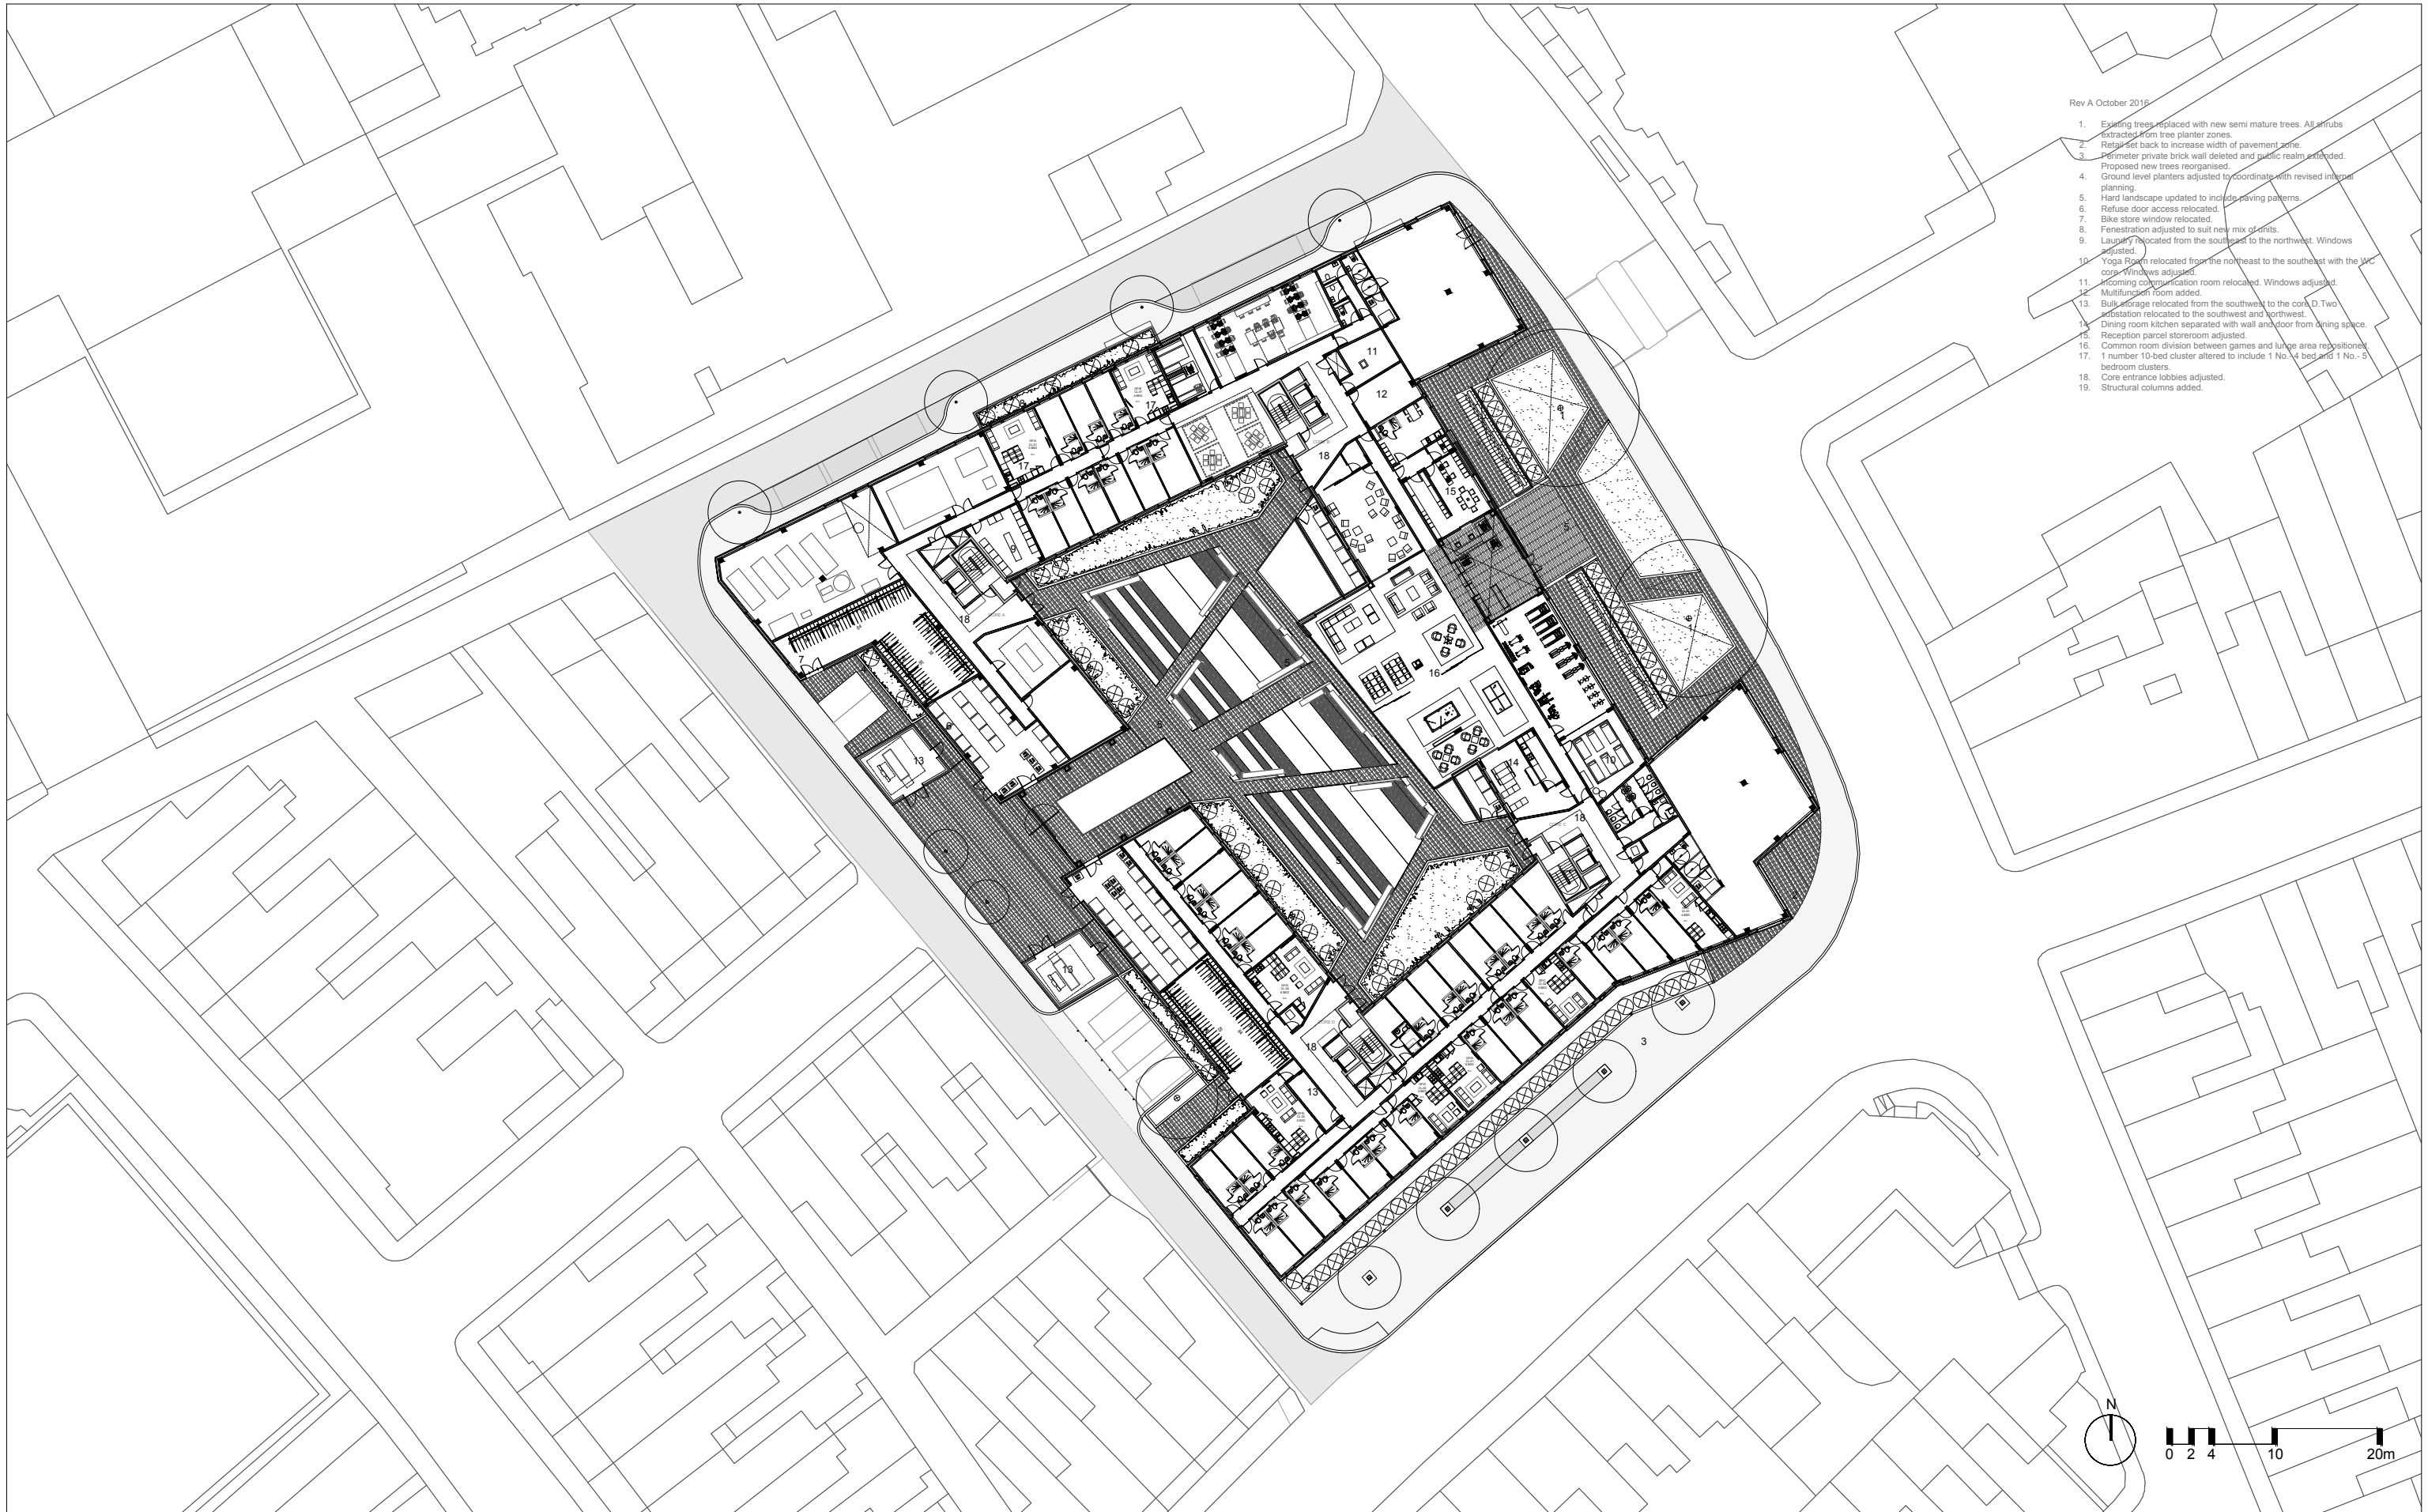 Rev A October 2016
1. Existing trees replaced with new semi mature trees. All shrubs
extracted from tree planter zones.
2. Retail set back to increase width of pavement zone.
3. Perimeter private brick wall deleted and public realm extended.
Proposed new trees reorganised.
4. Ground level planters adjusted to coordinate with revised internal
planning.
5. Hard landscape updated to include paving patterns.
6. Refuse door access relocated.
7. Bike store window relocated.
8. Fenestration adjusted to suit new mix of units.
9. Laundry relocated from the southeast to the northwest. Windows
adjusted.
10. Yoga Room relocated from the northeast to the southeast with the WC
core. Windows adjusted.
11. Incoming communication room relocated. Windows adjusted.
12. Multifunction room added.
13. Bulk storage relocated from the southwest to the core D.Two
substation relocated to the southwest and northwest.
14. Dining room kitchen separated with wall and door from dining space.
15. Reception parcel storeroom adjusted.
16. Common room division between games and lunge area repositioned.
17. 1 number 10-bed cluster altered to include 1 No.- 4 bed and 1 No.- 5
bedroom clusters.
18. Core entrance lobbies adjusted.
19. Structural columns added.
11
12
1
17
17
18
15
5
9
CORE A
18
7
5
1
16
6
5
13
14
10
18
5
13
CORE D
18
4
3
13
N
0 2 4 10 20m